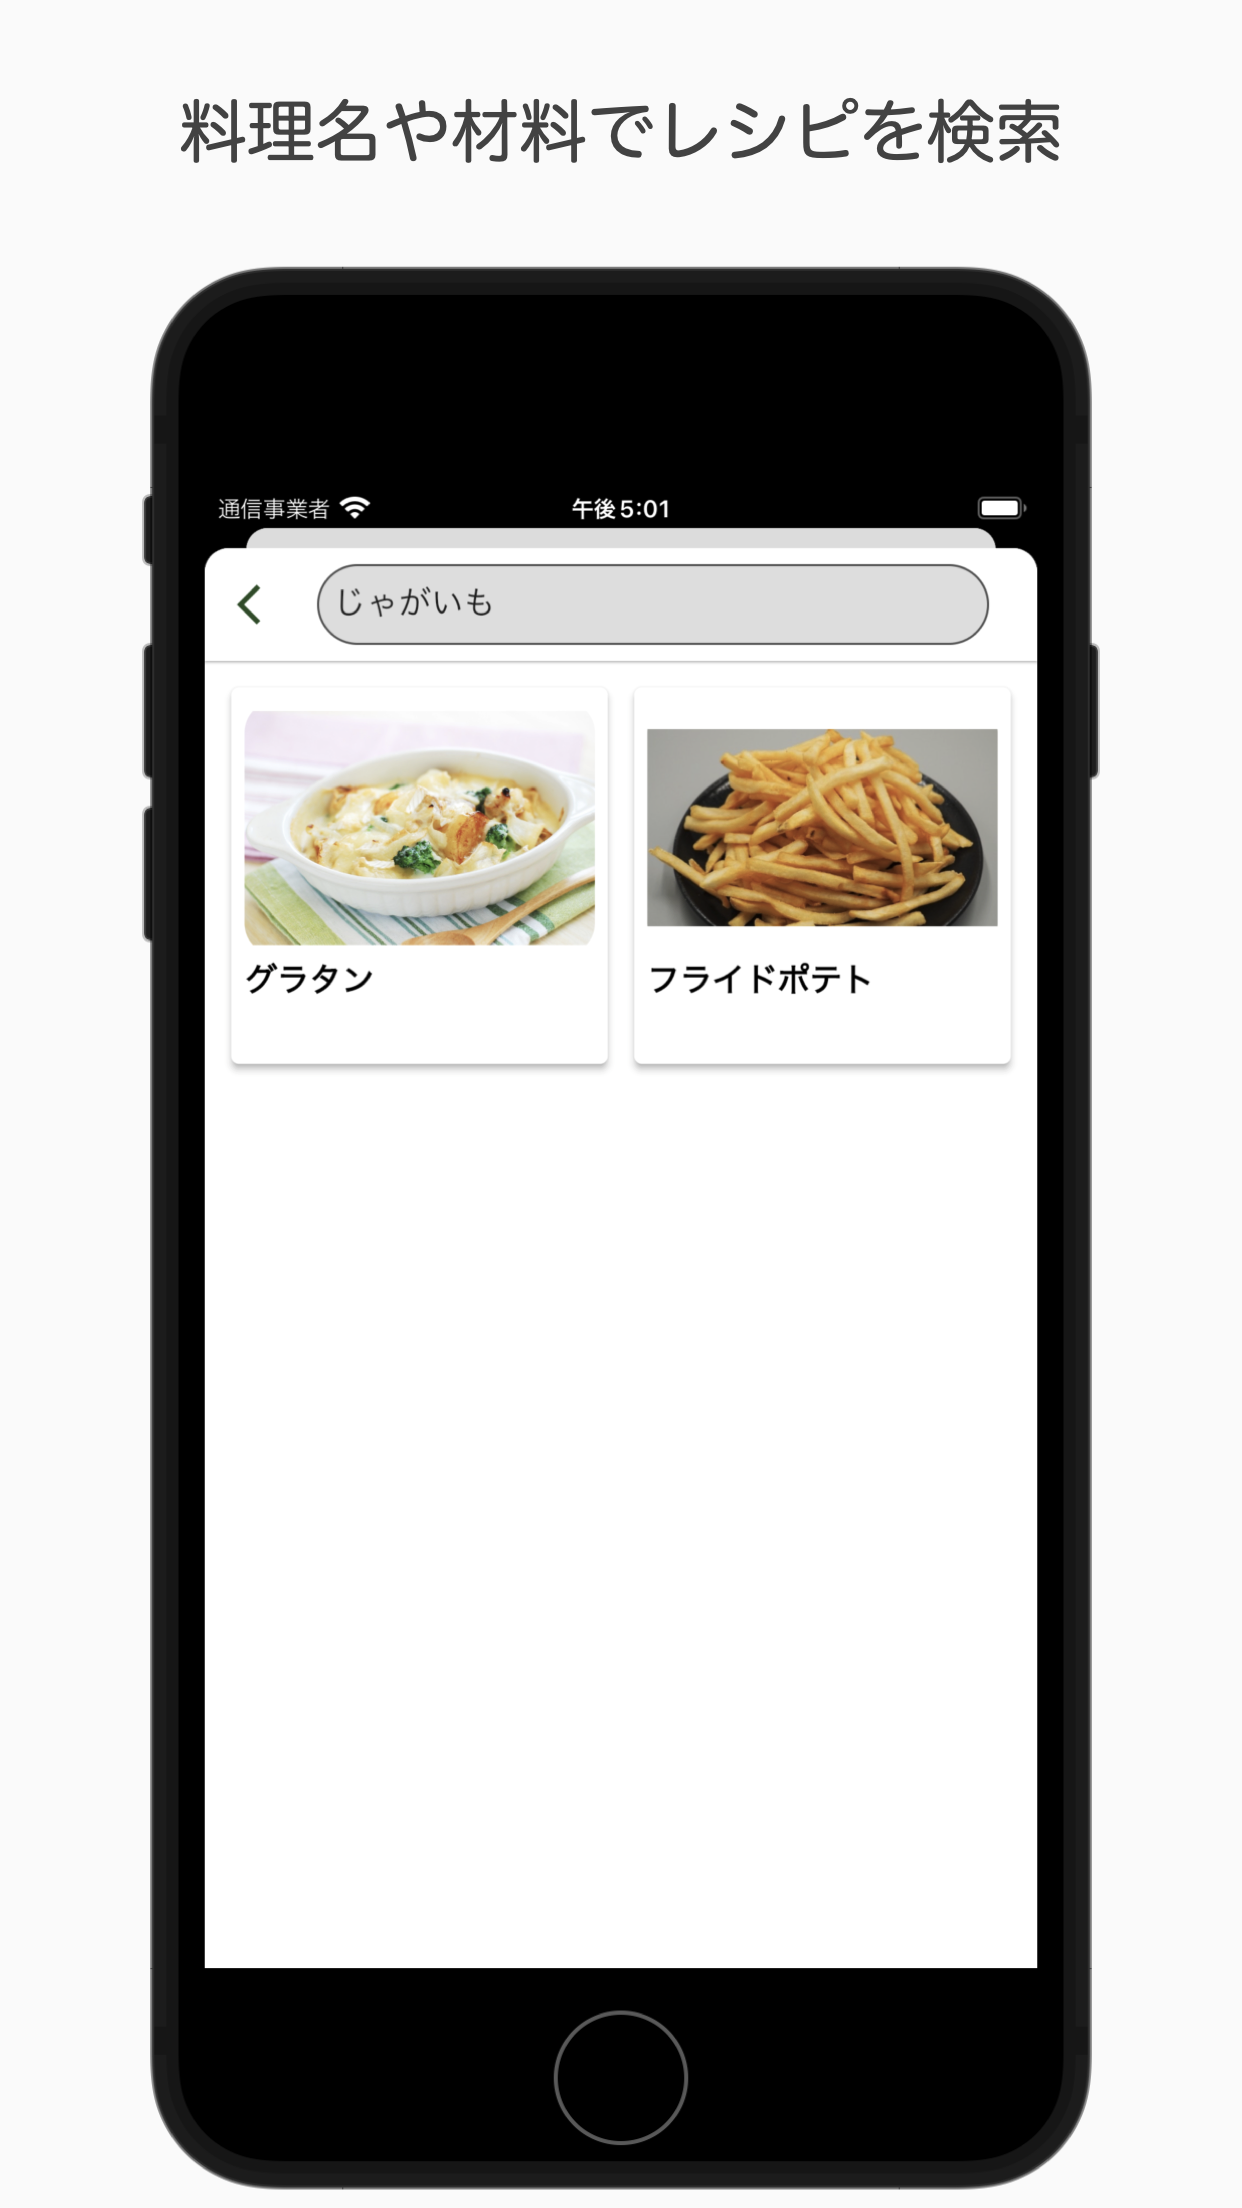 料理名や材料でレシピを検索
通信事業者 午後5:01
じゃがいも
グラタン
フライドポテト